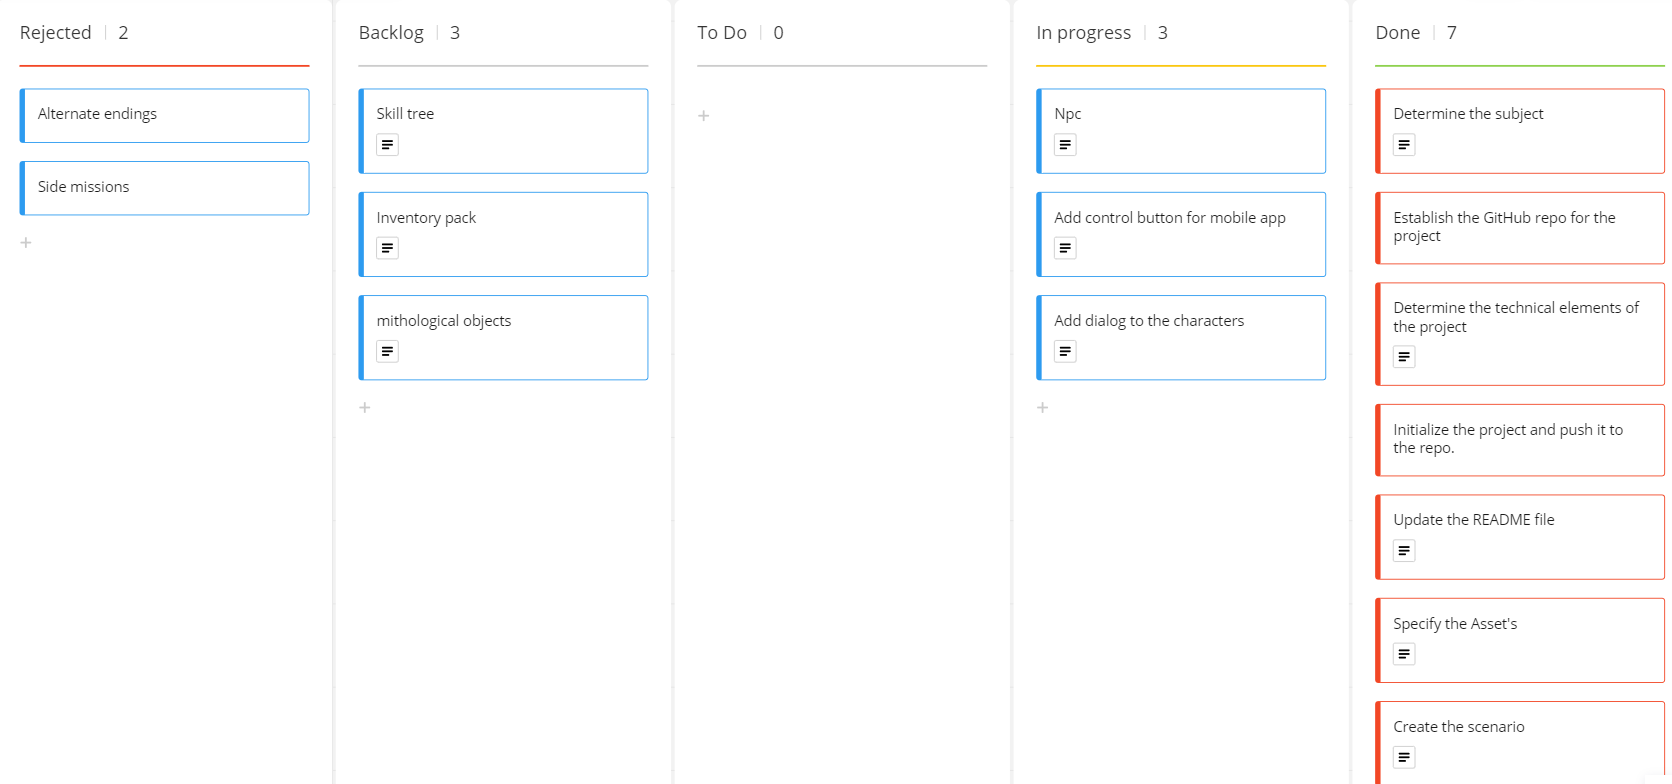 Rejected 2
Alternate endings
Side missions
+
Backlog 3
Skill tree
Inventory pack
mithological objects
+
To Do 0
+
In progress 3
Npc
Add control button for mobile app
Add dialog to the characters
+
Done 7
Determine the subject
Establish the GitHub repo for the
project
Determine the technical elements of
the project
Initialize the project and push it to
the repo.
Update the README file
Specify the Asset's
Create the scenario